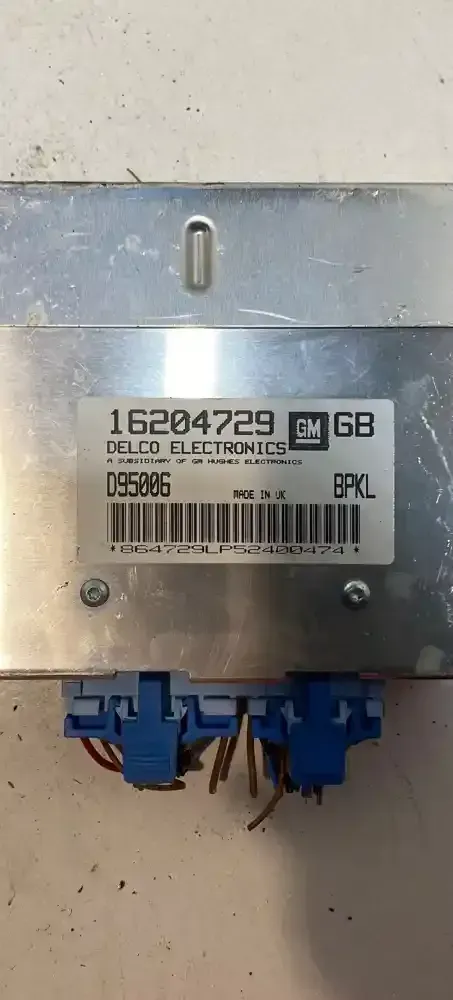 16204729 GM GB
DELCO ELECTRONICS
A SUBSIDIARY OF GM HUGHES ELECTRONICS
D95006 MADE IN UK BPKL
*864729LP52400474*